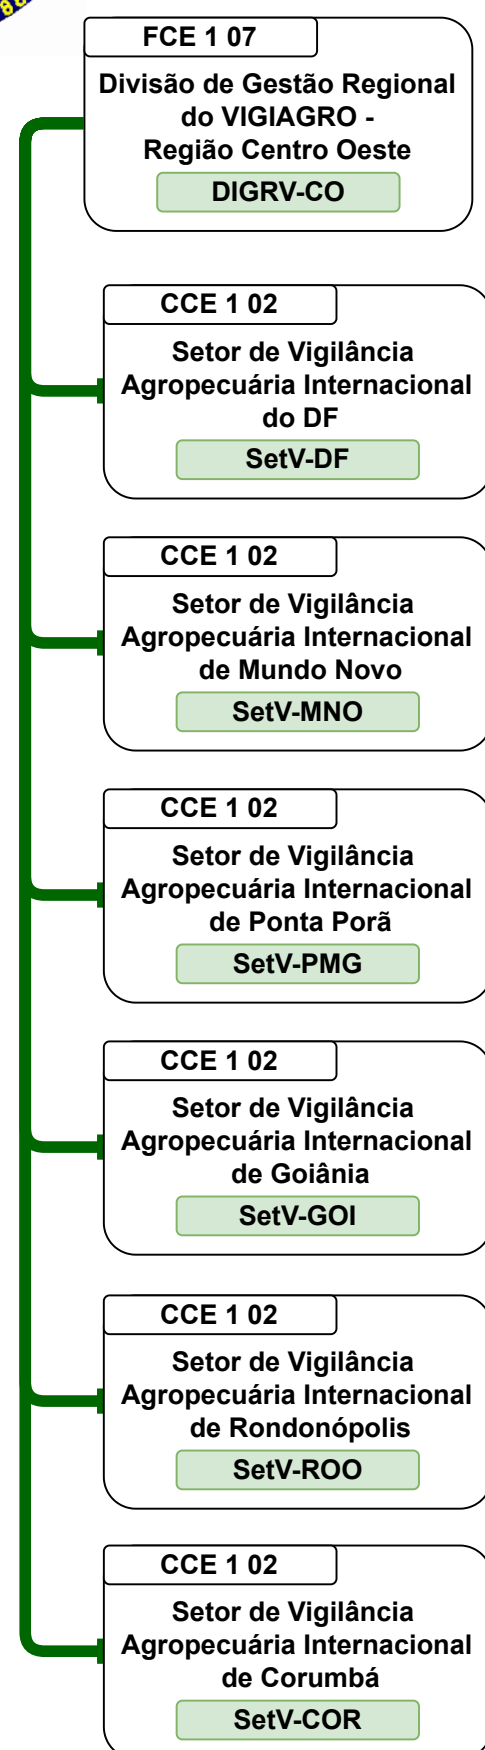 FCE 1 07
Divisão de Gestão Regional
do VIGIAGRO -
Região Centro Oeste
DIGRV-CO
CCE 1 02
Setor de Vigilância
Agropecuária Internacional
do DF
SetV-DF
CCE 1 02
Setor de Vigilância
Agropecuária Internacional
de Mundo Novo
SetV-MNO
CCE 1 02
Setor de Vigilância
Agropecuária Internacional
de Ponta Porã
SetV-PMG
CCE 1 02
Setor de Vigilância
Agropecuária Internacional
de Goiânia
SetV-GOI
CCE 1 02
Setor de Vigilância
Agropecuária Internacional
de Rondonópolis
SetV-ROO
CCE 1 02
Setor de Vigilância
Agropecuária Internacional
de Corumbá
SetV-COR